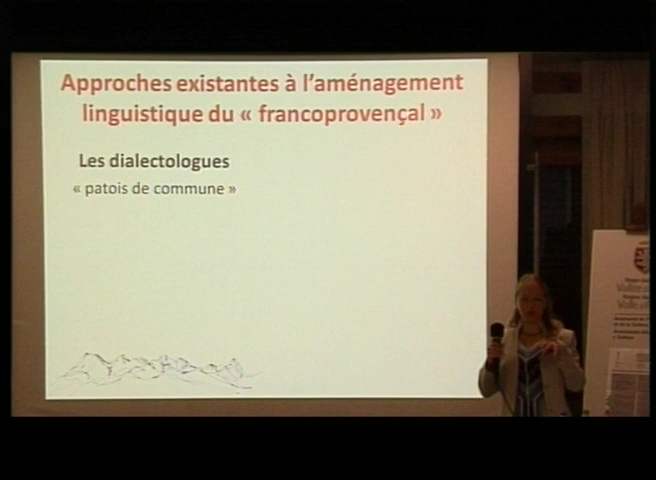 Approches existantes à l'aménagement
linguistique du « francoprovençal »
Les dialectologues
« patois de commune »